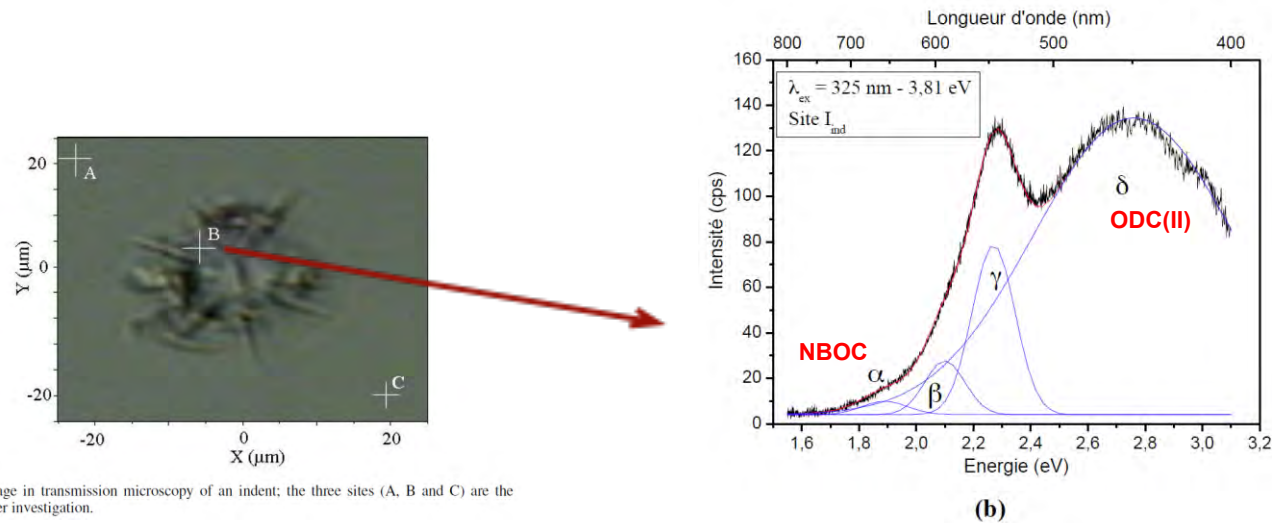 20
0
-20
Y (µm)
A
B
C
-20
0
20
X (µm)
age in transmission microscopy of an indent; the three sites (A, B and C) are the
er investigation.
Longueur d'onde (nm)
800 700 600 500 400
λex = 325 nm - 3,81 eV
Site Iind
160
140
120
100
80
60
40
20
0
Intensité (cps)
δ
ODC(II)
γ
NBOC
α
β
1,6 1,8 2,0 2,2 2,4 2,6 2,8 3,0 3,2
Energie (eV)
(b)